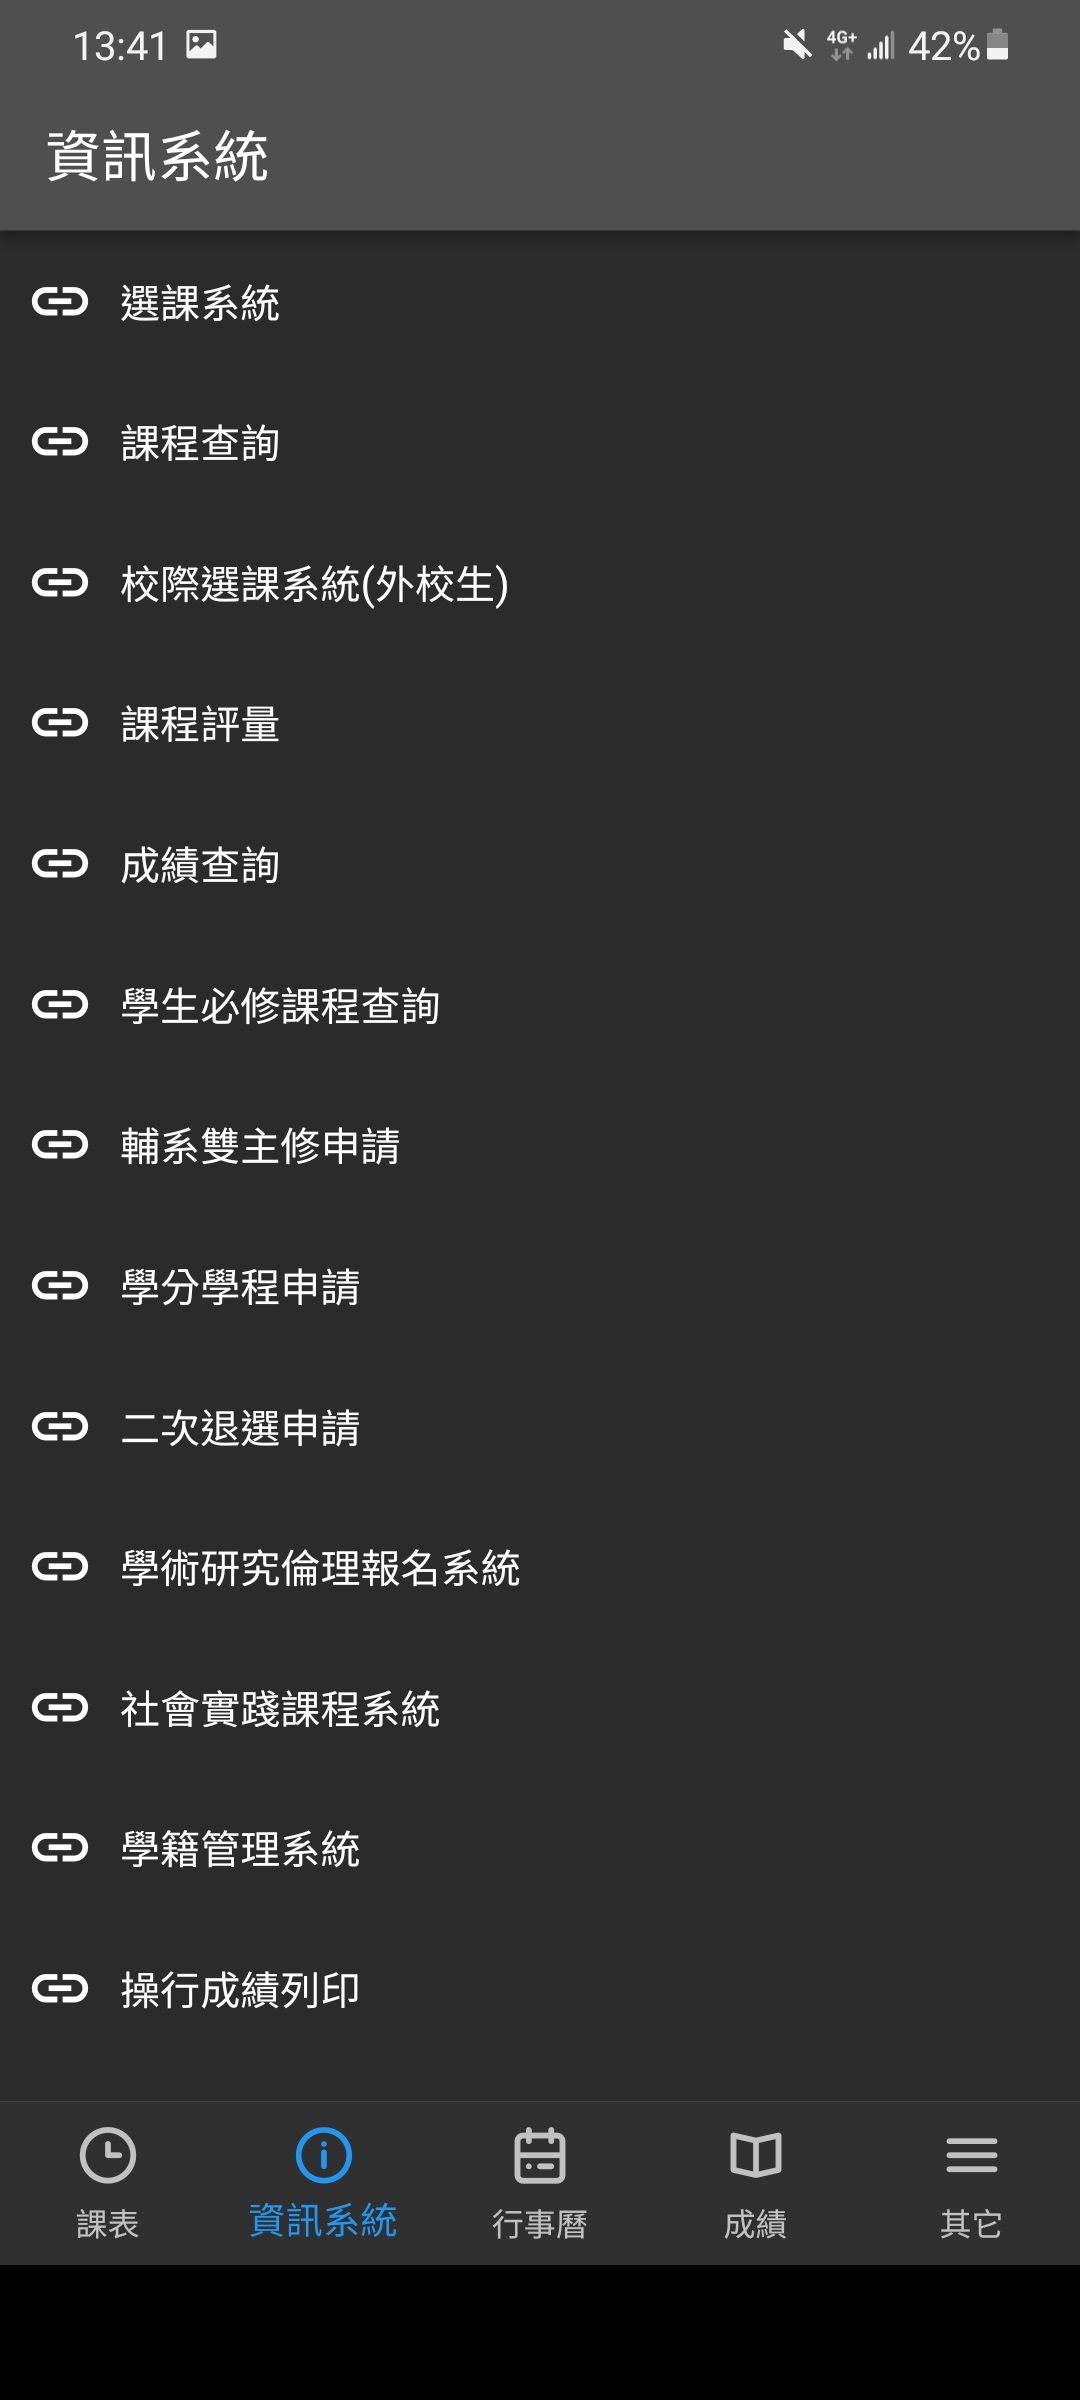 13:41
4G+
42%
資訊系統
選課系統
課程查詢
校際選課系統(外校生)
課程評量
成績查詢
學生必修課程查詢
輔系雙主修申請
學分學程申請
二次退選申請
學術研究倫理報名系統
社會實踐課程系統
學籍管理系統
操行成績列印
課表
資訊系統
行事曆
成績
其它